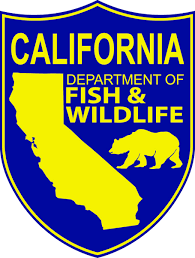 CALIFORNIA
DEPARTMENT OF
FISH &
WILDLIFE